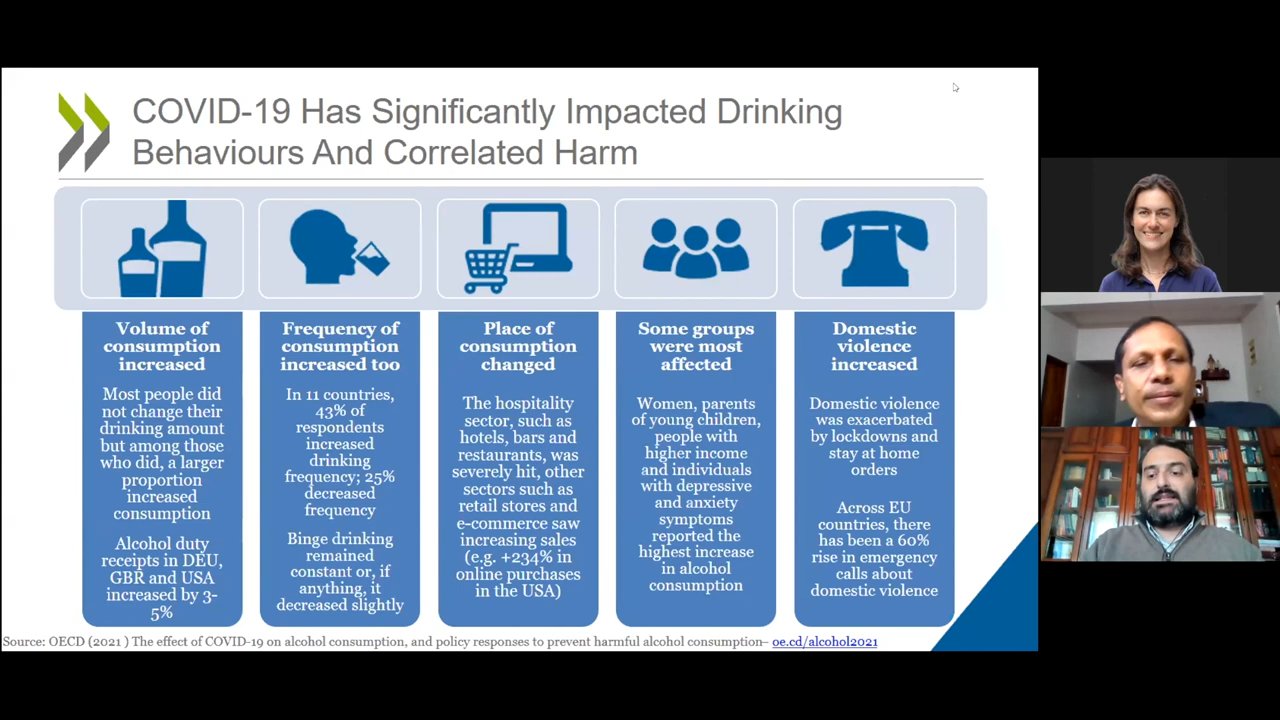 COVID-19 Has Significantly Impacted Drinking
Behaviours And Correlated Harm
Volume of
consumption
increased
Most people did
not change their
drinking amount
but among those
who did, a larger
proportion
increased
consumption
Alcohol duty
receipts in DEU,
GBR and USA
increased by 3-
5%
Frequency of
consumption
increased too
In 11 countries,
43% of
respondents
increased
drinking
frequency; 25%
decreased
frequency
Binge drinking
remained
constant or, if
anything, it
decreased slightly
Place of
consumption
changed
The hospitality
sector, such as
hotels, bars and
restaurants, was
severely hit, other
sectors such as
retail stores and
e-commerce saw
increasing sales
(e.g. +234% in
online purchases
in the USA)
Some groups
were most
affected
Women, parents
of young children,
people with
higher income
and individuals
with depressive
and anxiety
symptoms
reported the
highest increase
in alcohol
consumption
Domestic
violence
increased
Domestic violence
was exacerbated
by lockdowns and
stay at home
orders
Across EU
countries, there
has been a 60%
rise in emergency
calls about
domestic violence
Source: OECD (2021 ) The effect of COVID-19 on alcohol consumption, and policy responses to prevent harmful alcohol consumption– oe.cd/alcohol2021